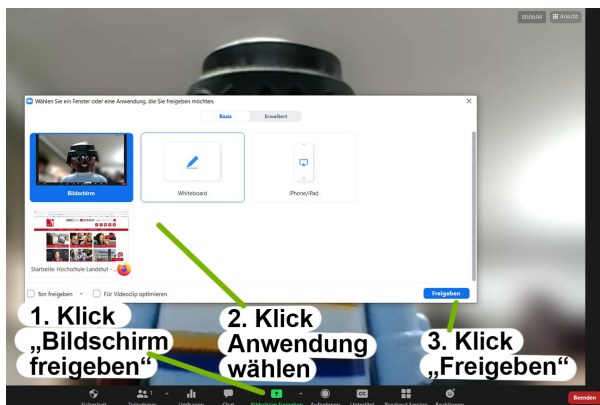 00:06:04 Ansicht
Wählen Sie ein Fenster oder eine Anwendung, die Sie freigeben möchten.
Basis Erweitert
Bildschirm Whiteboard iPhone/iPad
Startseite: Hochschule Landshut - ...
Ton freigeben Für Videoclip optimieren Freigeben
1. Klick
„Bildschirm
freigeben“
2. Klick
Anwendung
wählen
3. Klick
„Freigeben“
1
CC
Beenden
Sicherheit Teilnehmer Umfragen Chat Bildschirm freigeben Aufnehmen Untertitel Breakout Session Reaktionen